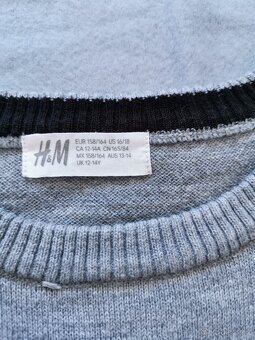 H&M
EUR 158/164 US 16/18
CA 12-14A CN 165/84
MX 158/164 AUS 13-14
UK 12-14Y